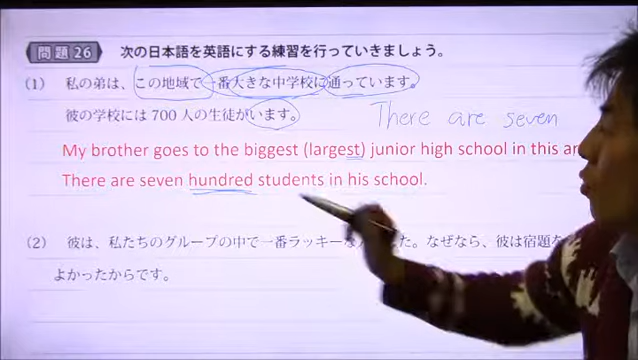 問題26 次の日本語を英語にする練習を行っていきましょう。
(1) 私の弟は、この地域で一番大きな中学校に通っています。
彼の学校には700人の生徒がいます。
There are seven
My brother goes to the biggest (largest) junior high school in this
There are seven hundred students in his school.
(2) 彼は、私たちのグループの中で一番ラッキーな た。なぜなら、彼は宿題
よかったからです。